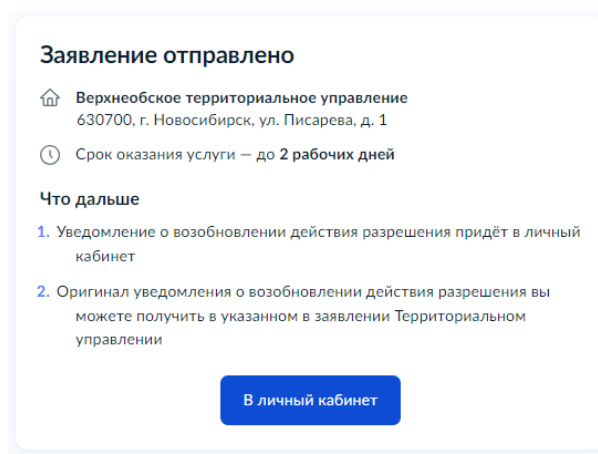 Заявление отправлено
Верхнеобское территориальное управление
630700, г. Новосибирск, ул. Писарева, д. 1
Срок оказания услуги — до 2 рабочих дней
Что дальше
1. Уведомление о возобновлении действия разрешения придёт в личный
кабинет
2. Оригинал уведомления о возобновлении действия разрешения вы
можете получить в указанном в заявлении Территориальном
управлении
В личный кабинет